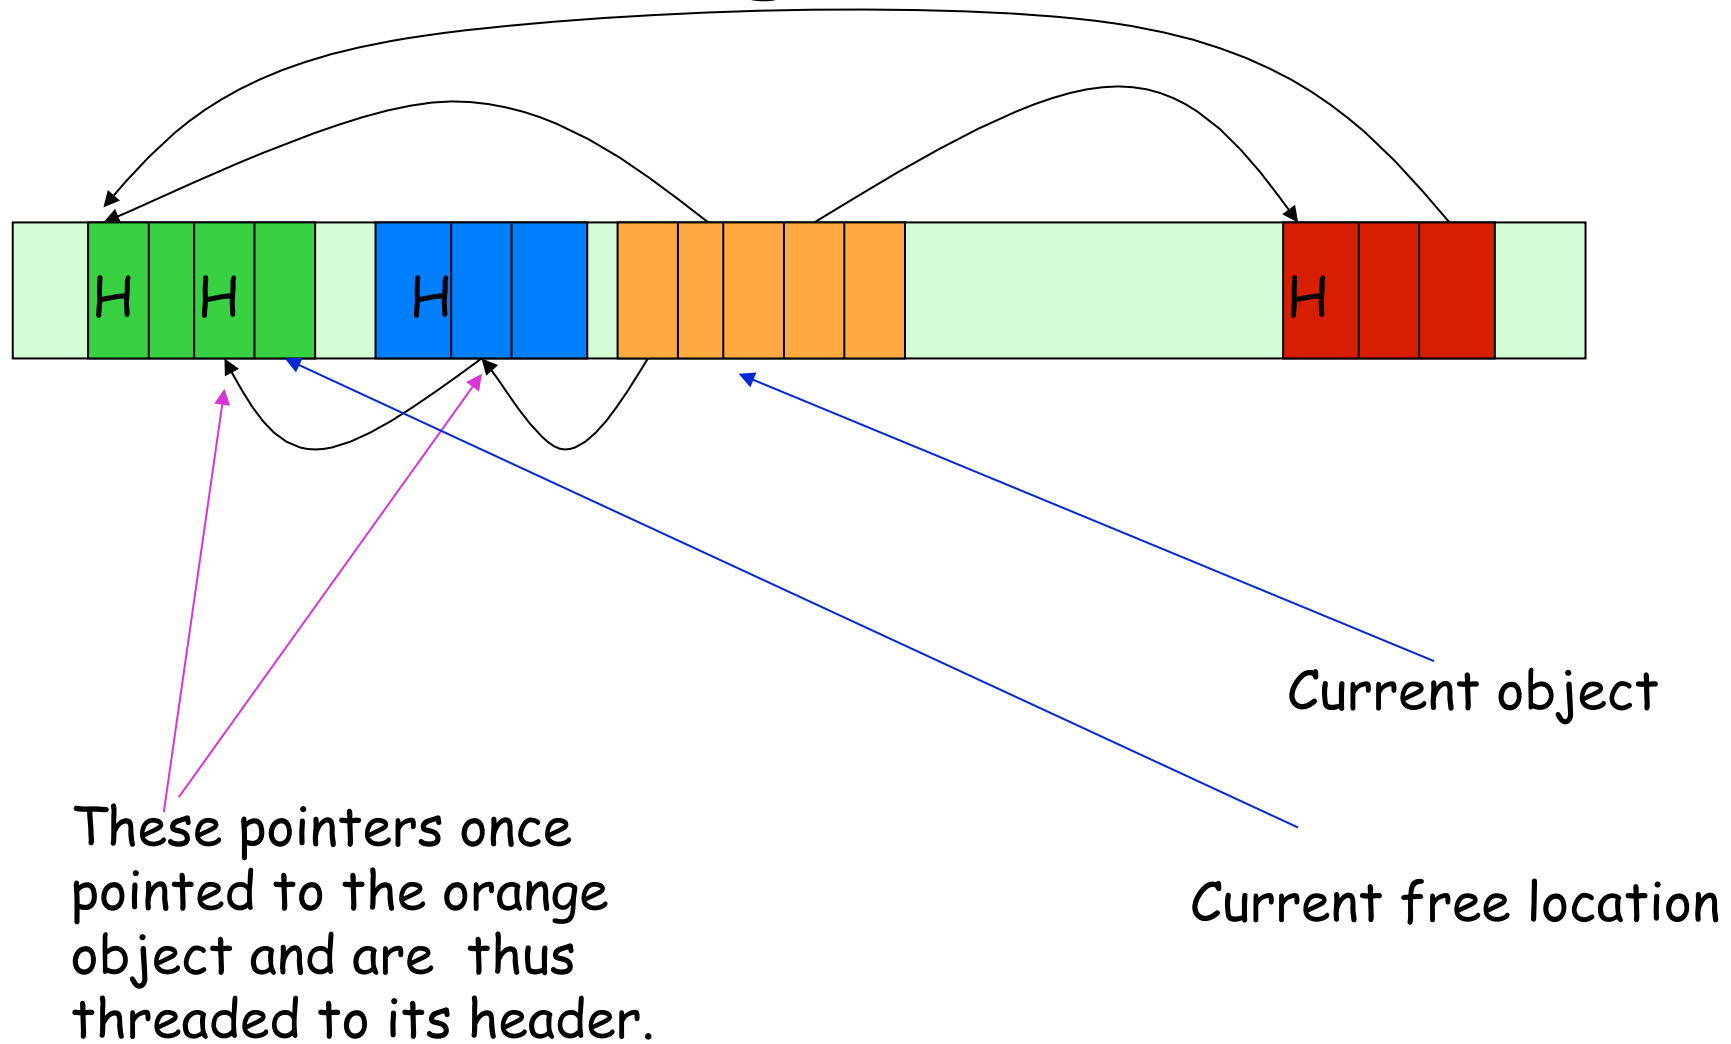 H H H H
Current object
These pointers once
pointed to the orange
object and are thus
threaded to its header.
Current free location